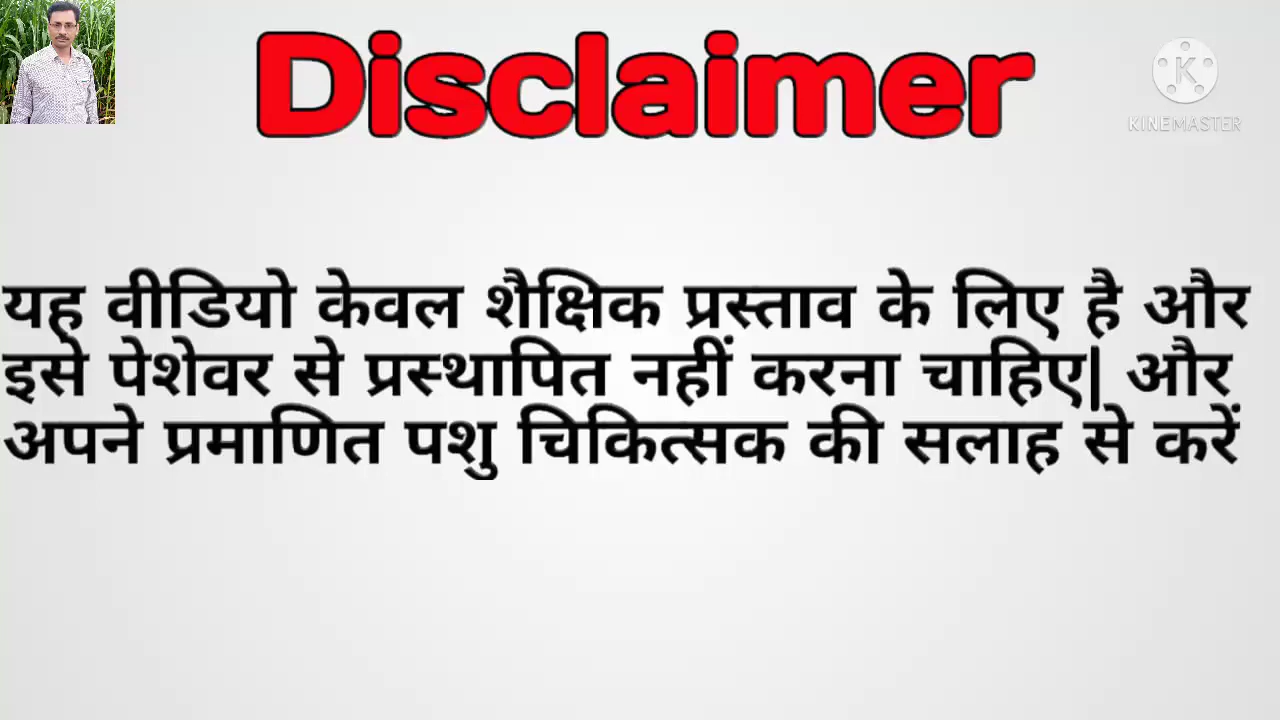 Disclaimer
KINEMASTER
यह वीडियो केवल शैक्षिक प्रस्ताव के लिए है और
इसे पेशेवर से प्रस्थापित नहीं करना चाहिए| और
अपने प्रमाणित पशु चिकित्सक की सलाह से करें